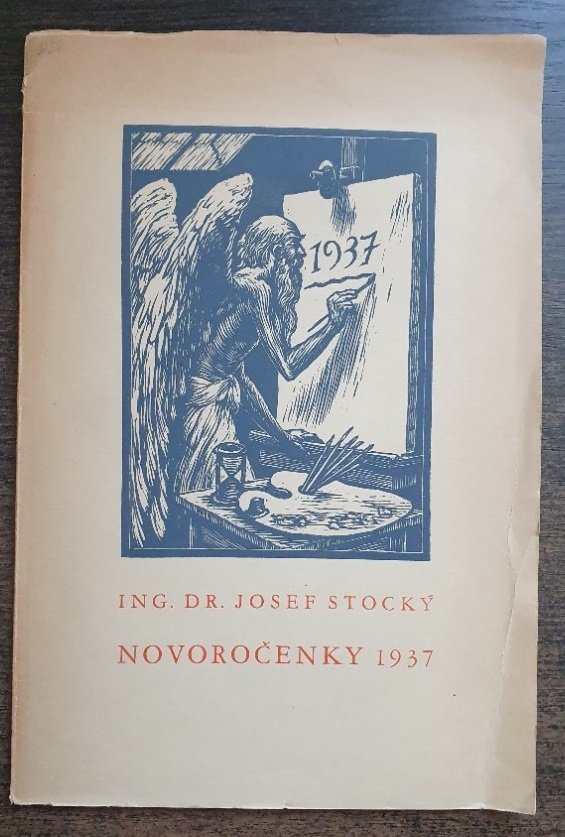 1937
ING. DR. JOSEF STOCKÝ
NOVOROČENKY 1937